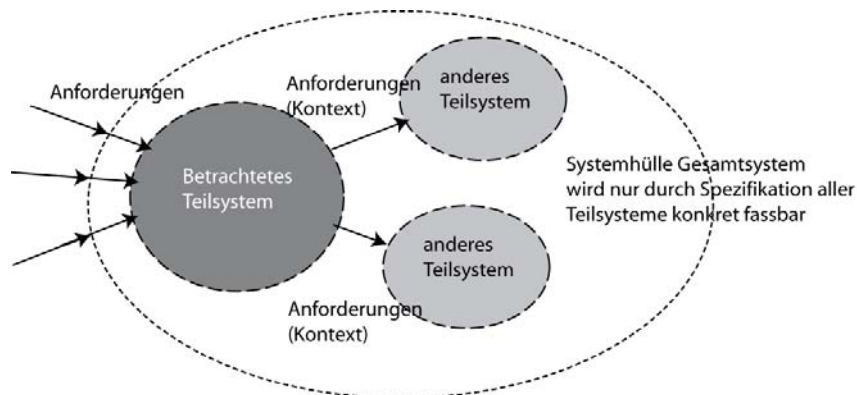 Anforderungen
Anforderungen
(Kontext)
anderes
Teilsystem
Betrachtetes
Teilsystem
Systemhülle Gesamtsystem
wird nur durch Spezifikation aller
Teilsysteme konkret fassbar
anderes
Teilsystem
Anforderungen
(Kontext)